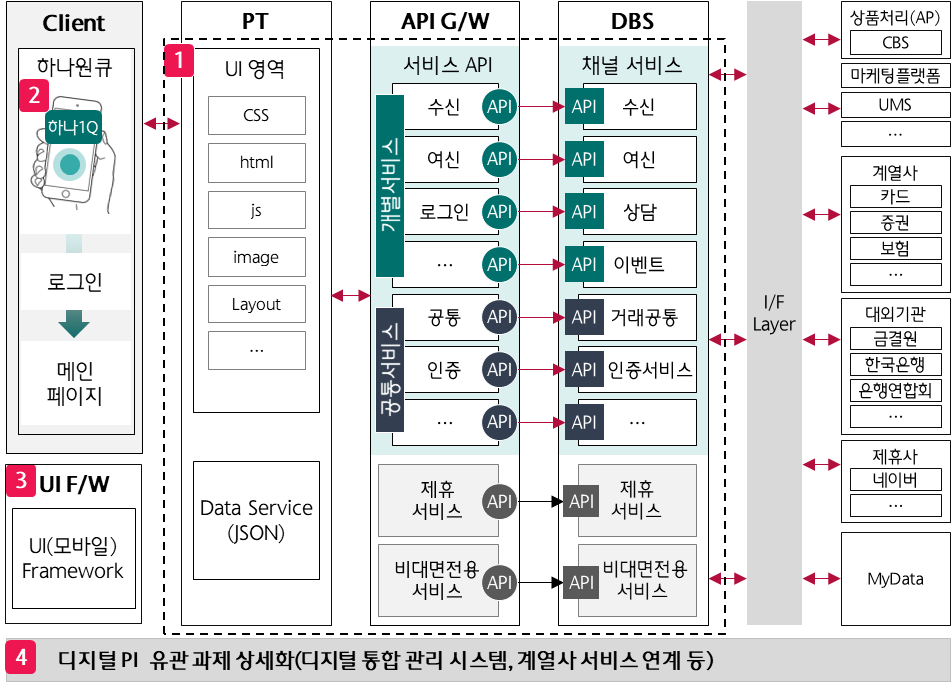 Client
하나원큐
2
하나1Q
로그인
메인
페이지
3
UI F/W
UI(모바일)
Framework
PT
1
UI 영역
CSS
html
js
image
Layout
...
Data Service
(JSON)
API G/W
서비스 API
개별서비스
수신
API
여신
API
로그인
API
...
API
공통서비스
공통
API
인증
API
...
API
제휴
서비스
API
비대면전용
서비스
API
DBS
채널 서비스
API
수신
API
여신
API
상담
API
이벤트
API
거래공통
API
인증서비스
API
...
API
제휴
서비스
API
비대면전용
서비스
I/F
Layer
상품처리(AP)
CBS
마케팅플랫폼
UMS
...
계열사
카드
증권
보험
...
대외기관
금결원
한국은행
은행연합회
...
제휴사
네이버
...
MyData
4
디지털 PI 유관 과제 상세화(디지털 통합 관리 시스템, 계열사 서비스 연계 등)